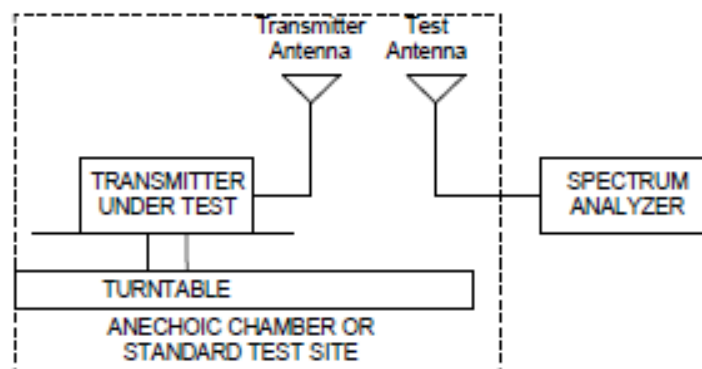 Transmitter
Antenna
Test
Antenna
TRANSMITTER
UNDER TEST
SPECTRUM
ANALYZER
TURNTABLE
ANECHOIC CHAMBER OR
STANDARD TEST SITE